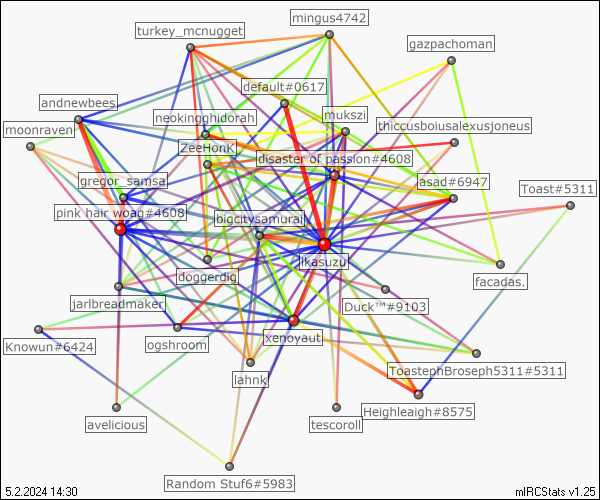 mingus4742
turkey_mcnugget
gazpachoman
default#0617
andnewbees
mukszi
neokingghidorah
thiccusboiusalexusjoneus
moonraven
ZeeHonk
disaster of passion#4608
gregor_samsa
asad#6947
Toast#5311
pink hair woag#4608
bigcitysamurai
jikasuzu
doggerdig
facadas.
jarlbreadmaker
Duck™#9103
xenoyaut
Knowun#6424
ogshroom
ToastephBroseph5311#5311
lahnk
Heighleaigh#8575
avelicious
tescoroll
Random Stuf6#5983
5.2.2024 14:30
mIRCStats v1.25